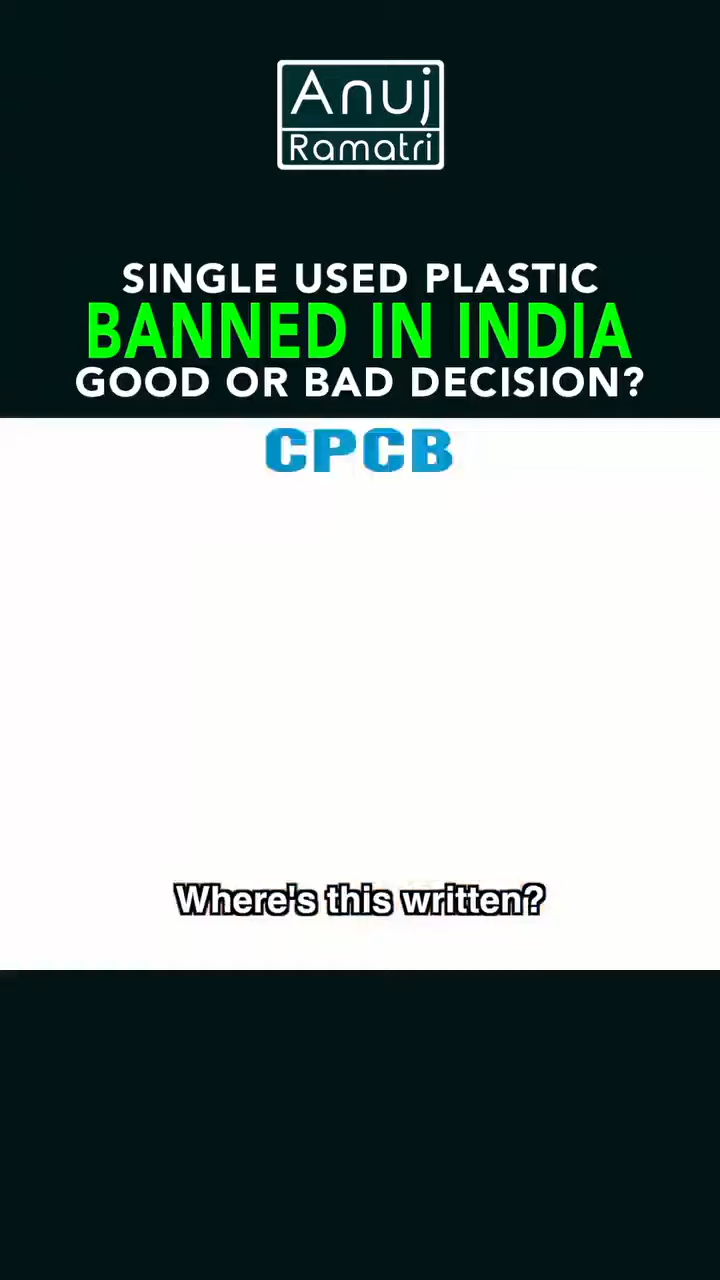 Anuj
Ramatri
SINGLE USED PLASTIC
BANNED IN INDIA
GOOD OR BAD DECISION?
CPCB
Where's this written?